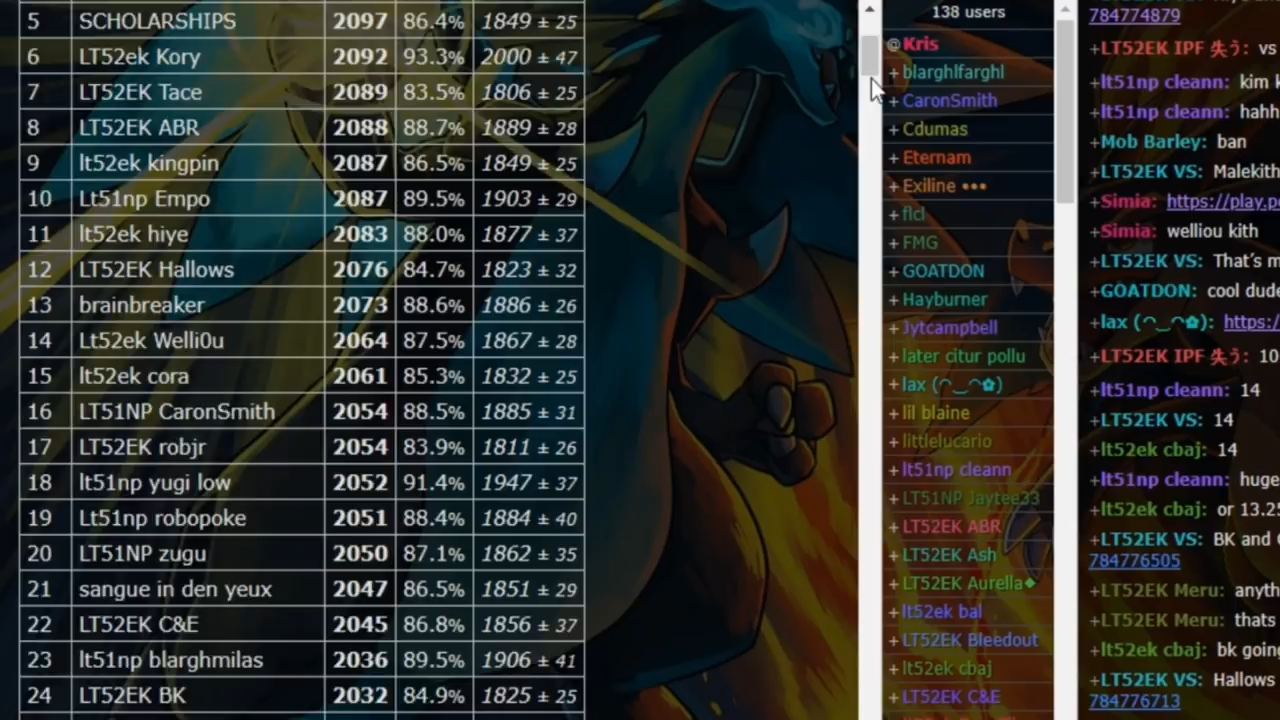 5 SCHOLARSHIPS 2097 86.4% 1849 ± 25
6 LT52ek Kory 2092 93.3% 2000 ± 47
7 LT52EK Tace 2089 83.5% 1806 ± 25
8 LT52EK ABR 2088 88.7% 1889 ± 28
9 lt52ek kingpin 2087 86.5% 1849 ± 25
10 Lt51np Empo 2087 89.5% 1903 ± 29
11 lt52ek hiye 2083 88.0% 1877 ± 37
12 LT52EK Hallows 2076 84.7% 1823 ± 32
13 brainbreaker 2073 88.6% 1886 ± 26
14 Lt52ek Welli0u 2064 87.5% 1867 ± 28
15 lt52ek cora 2061 85.3% 1832 ± 25
16 LT51NP CaronSmith 2054 88.5% 1885 ± 31
17 LT52EK robjr 2054 83.9% 1811 ± 26
18 lt51np yugi low 2052 91.4% 1947 ± 37
19 Lt51np robopoke 2051 88.4% 1884 ± 40
20 LT51NP zugu 2050 87.1% 1862 ± 35
21 sangue in den yeux 2047 86.5% 1851 ± 29
22 LT52EK C&E 2045 86.8% 1856 ± 37
23 lt51np blarghmilas 2036 89.5% 1906 ± 41
24 LT52EK BK 2032 84.9% 1825 ± 25
138 users
@Kris
+blarghlfarghl
+CaronSmith
+Cdumas
+Eternam
+Exiline •••
+flcl
+FMG
+GOATDON
+Hayburner
+Jytcampbell
+later citur pollu
+lax (◠‿◠✿)
+lil blaine
+littlelucario
+lt51np cleann
+LT51NP Jaytee33
+LT52EK ABR
+LT52EK Ash
+LT52EK Aurella◆
+lt52ek bal
+LT52EK Bleedout
+lt52ek cbaj
+LT52EK C&E
784774879
+LT52EK IPF 失う: vs
+lt51np cleann: kim k
+lt51np cleann: hahh
+Mob Barley: ban
+LT52EK VS: Malekith
+Simia: https://play.p
+Simia: welliou kith
+LT52EK VS: That's m
+GOATDON: cool dude
+lax (◠‿◠✿): https:/
+LT52EK IPF 失う: 10
+lt51np cleann: 14
+LT52EK VS: 14
+lt52ek cbaj: 14
+lt51np cleann: huge
+lt52ek cbaj: or 13.25
+LT52EK VS: BK and
784776505
+LT52EK Meru: anyth
+LT52EK Meru: thats
+lt52ek cbaj: bk going
+LT52EK VS: Hallows
784776713